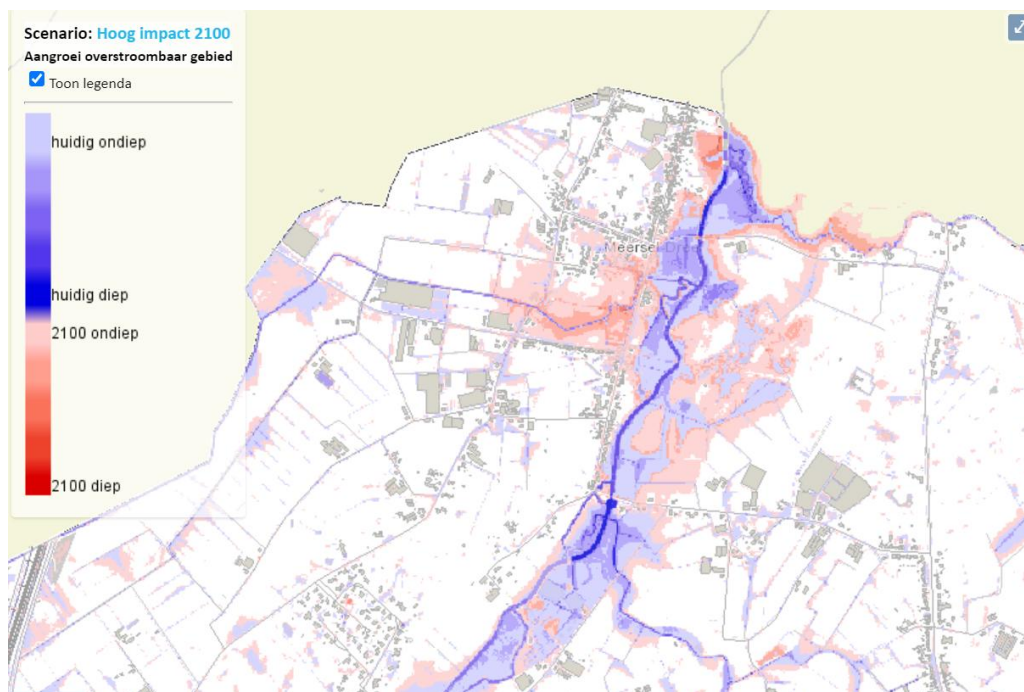 Scenario: Hoog impact 2100
Aangroei overstroombaar gebied
Toon legenda
huidig ondiep
huidig diep
2100 ondiep
2100 diep